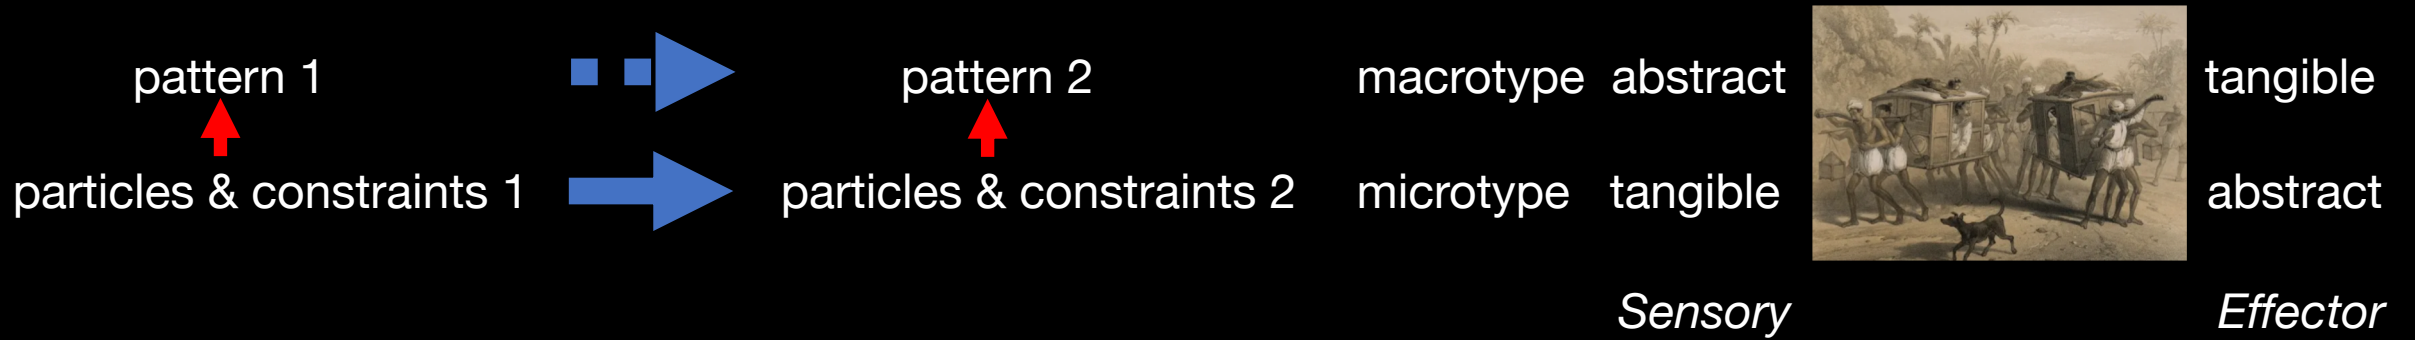 pattern 1 pattern 2 macrotype abstract tangible
particles & constraints 1 particles & constraints 2 microtype tangible abstract
Sensory Effector